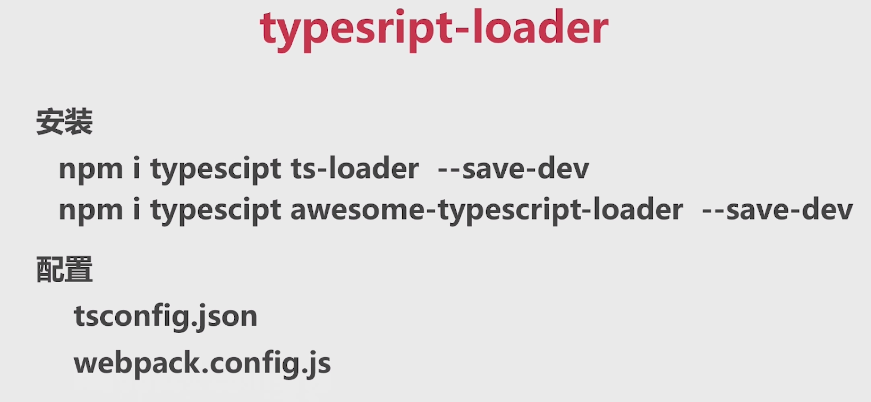 typesript-loader
安装
npm i typescipt ts-loader --save-dev
npm i typescipt awesome-typescript-loader --save-dev
配置
tsconfig.json
webpack.config.js